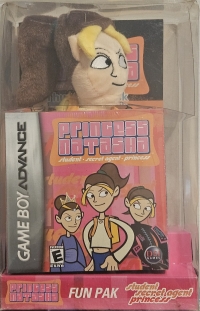 PRINCESS
NATASHA
student · secret agent · princess
GAME BOY ADVANCE
E
PRINCESS
NATASHA
FUN PAK
student
secret agent
princess